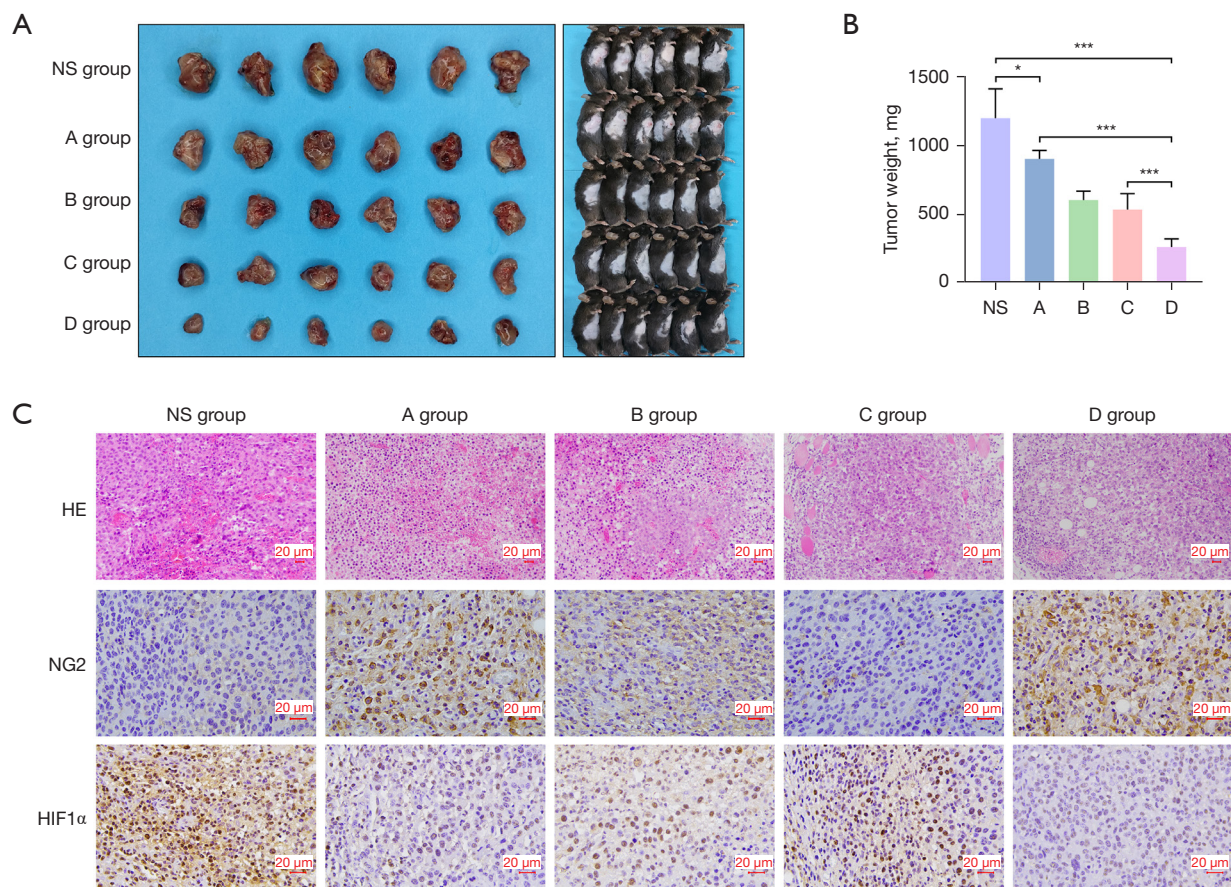 A
NS group
A group
B group
C group
D group
B
Tumor weight, mg
1500
1000
500
0
***
*
***
***
NS A B C D
C
NS group A group B group C group D group
HE
20 μm 20 μm 20 μm 20 μm 20 μm
NG2
20 μm 20 μm 20 μm 20 μm 20 μm
HIF1α
20 μm 20 μm 20 μm 20 μm 20 μm